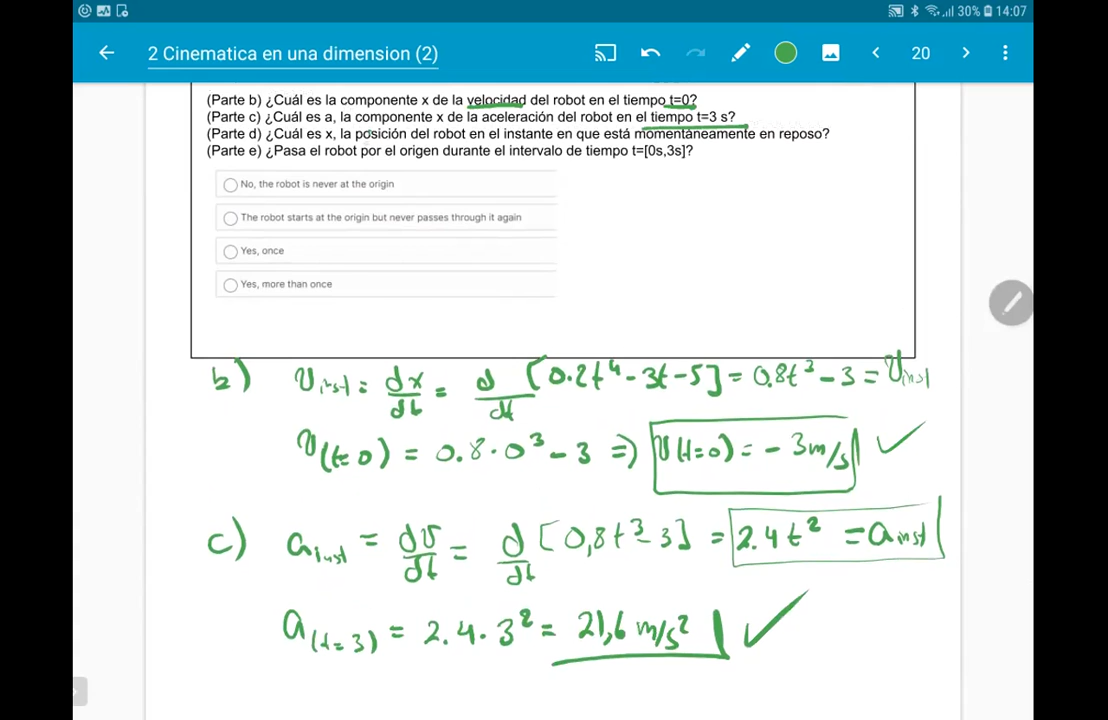 30% 14:07
2 Cinematica en una dimension (2)
20
(Parte b) ¿Cuál es la componente x de la velocidad del robot en el tiempo t=0?
(Parte c) ¿Cuál es a, la componente x de la aceleración del robot en el tiempo t=3 s?
(Parte d) ¿Cuál es x, la posición del robot en el instante en que está momentáneamente en reposo?
(Parte e) ¿Pasa el robot por el origen durante el intervalo de tiempo t=[0s,3s]?
No, the robot is never at the origin
The robot starts at the origin but never passes through it again
Yes, once
Yes, more than once
b) v inst = dx/dt = d/dt [0.2t⁴ - 3t - 5] = 0.8t³ - 3 = v inst
v(t=0) = 0.8 · 0³ - 3 => v(t=0) = - 3 m/s
c) a inst = dv/dt = d/dt [0,8t³ - 3] = 2.4t² = a inst
a(t=3) = 2.4 · 3² = 21,6 m/s²